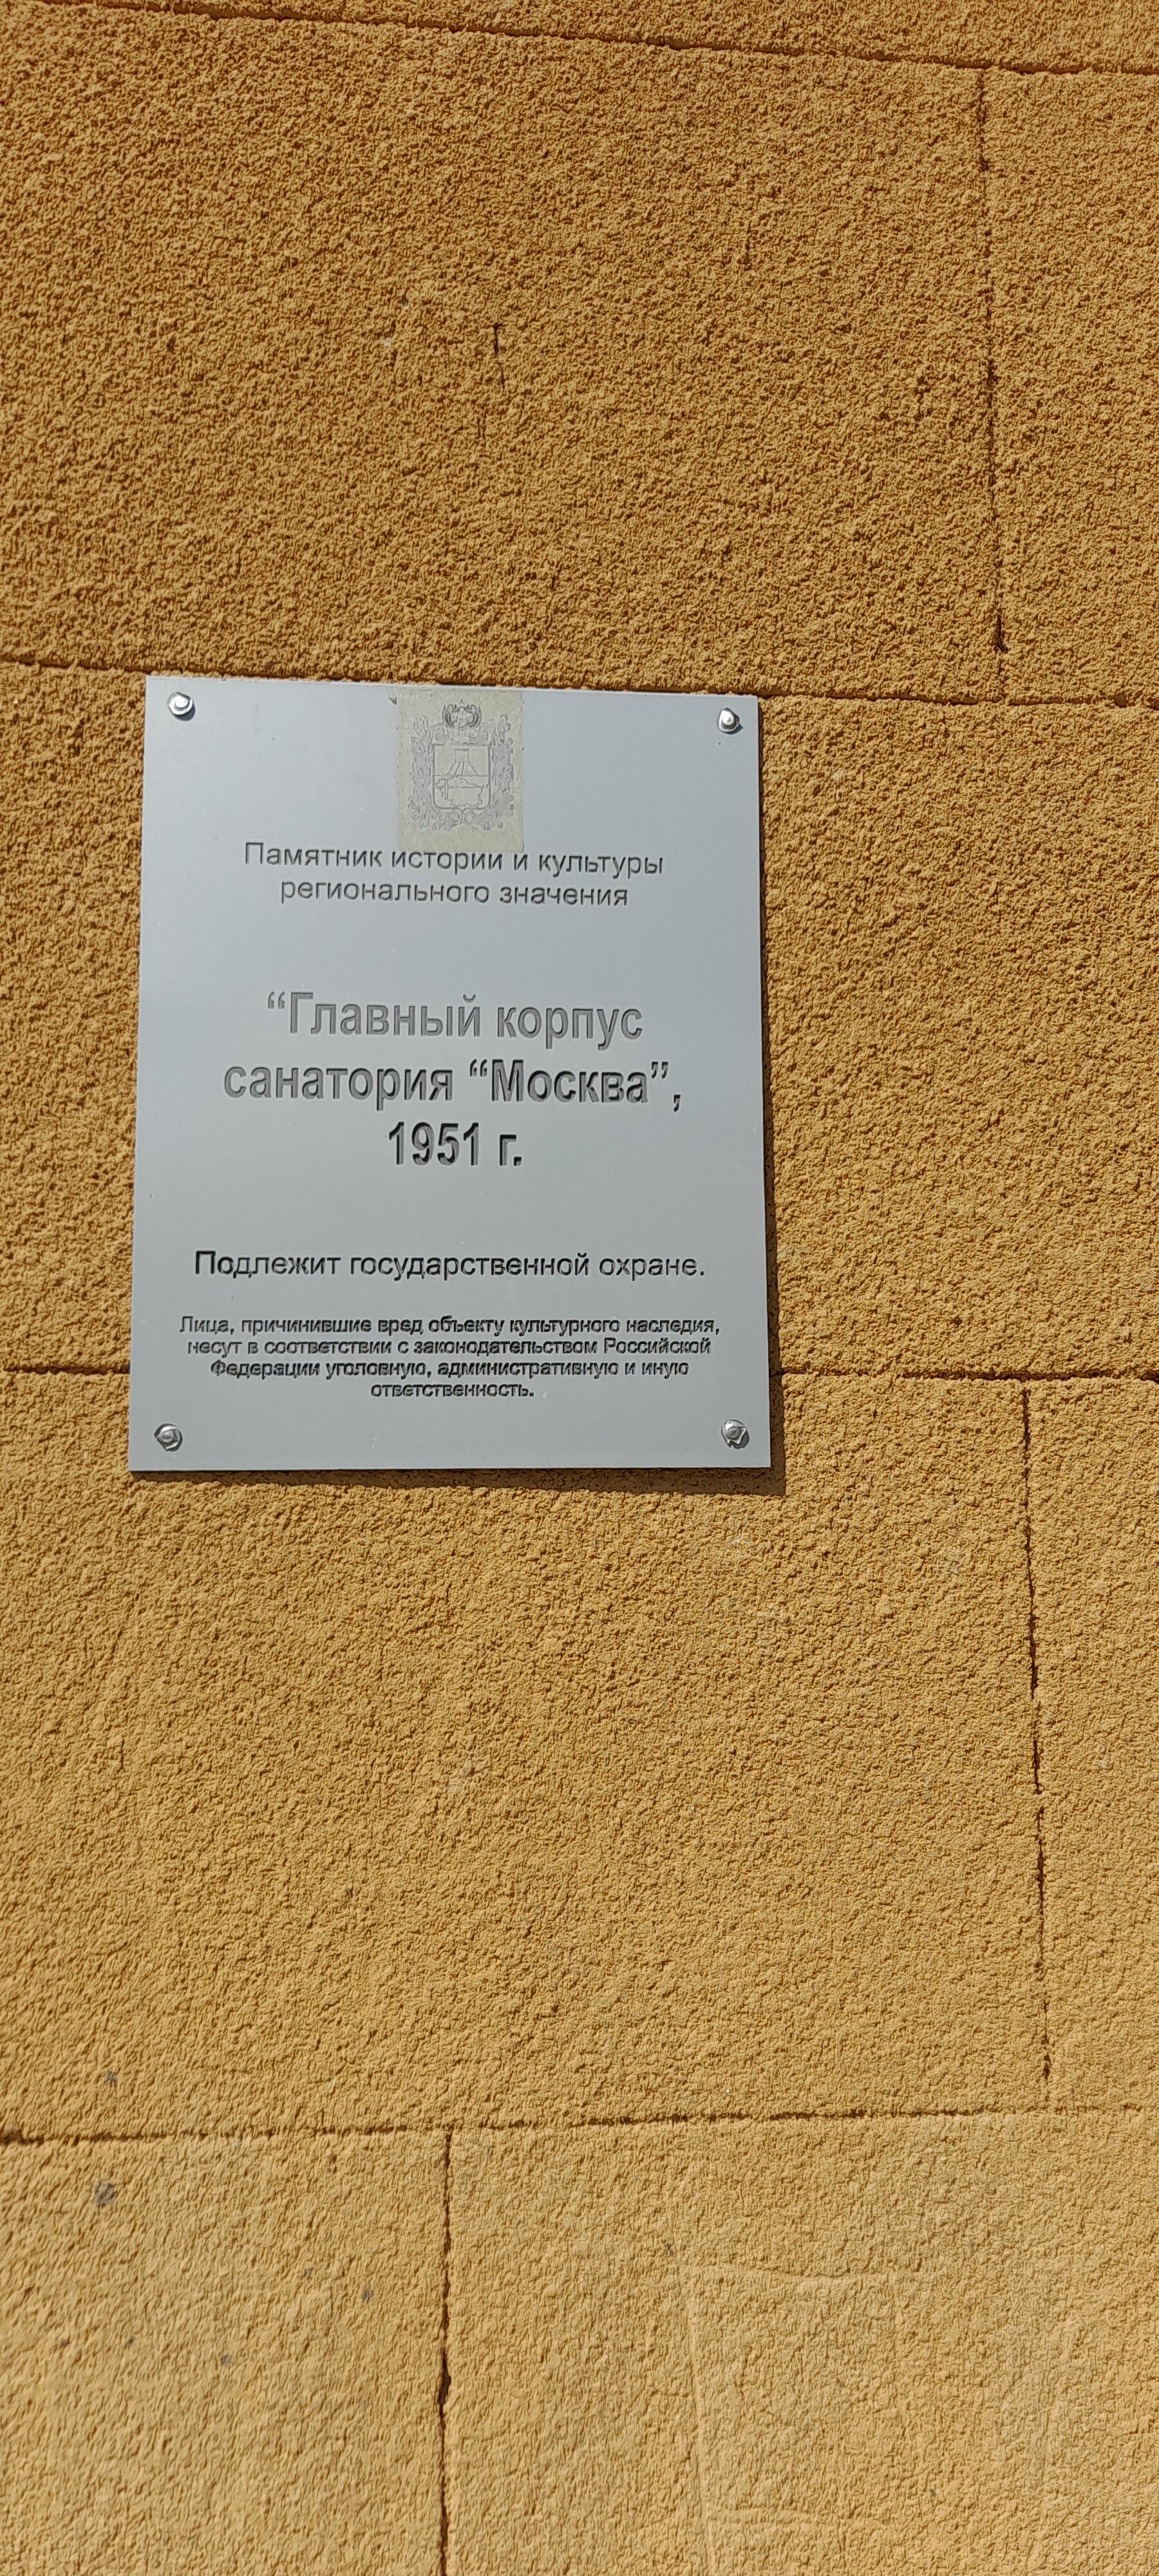 Памятник истории и культуры
регионального значения
“Главный корпус
санатория “Москва”,
1951 г.
Подлежит государственной охране.
Лица, причинившие вред объекту культурного наследия,
несут в соответствии с законодательством Российской
Федерации уголовную, административную и иную
ответственность.